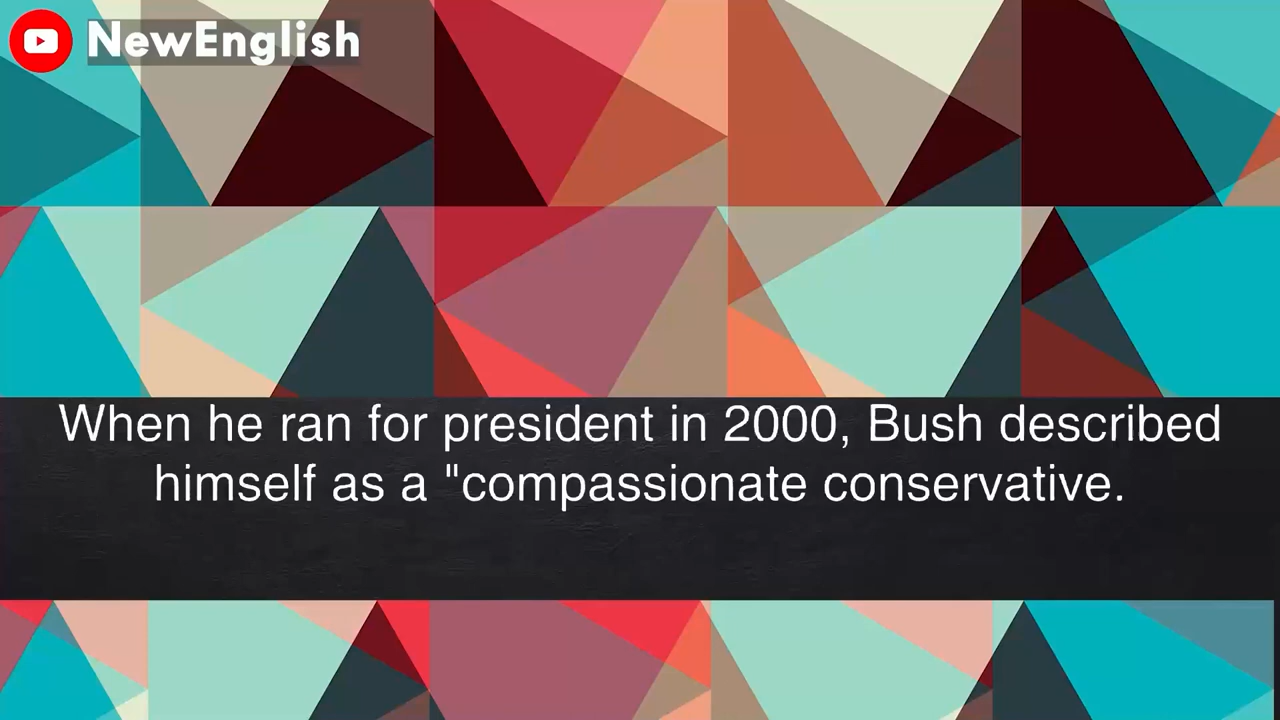 NewEnglish
When he ran for president in 2000, Bush described
himself as a "compassionate conservative.